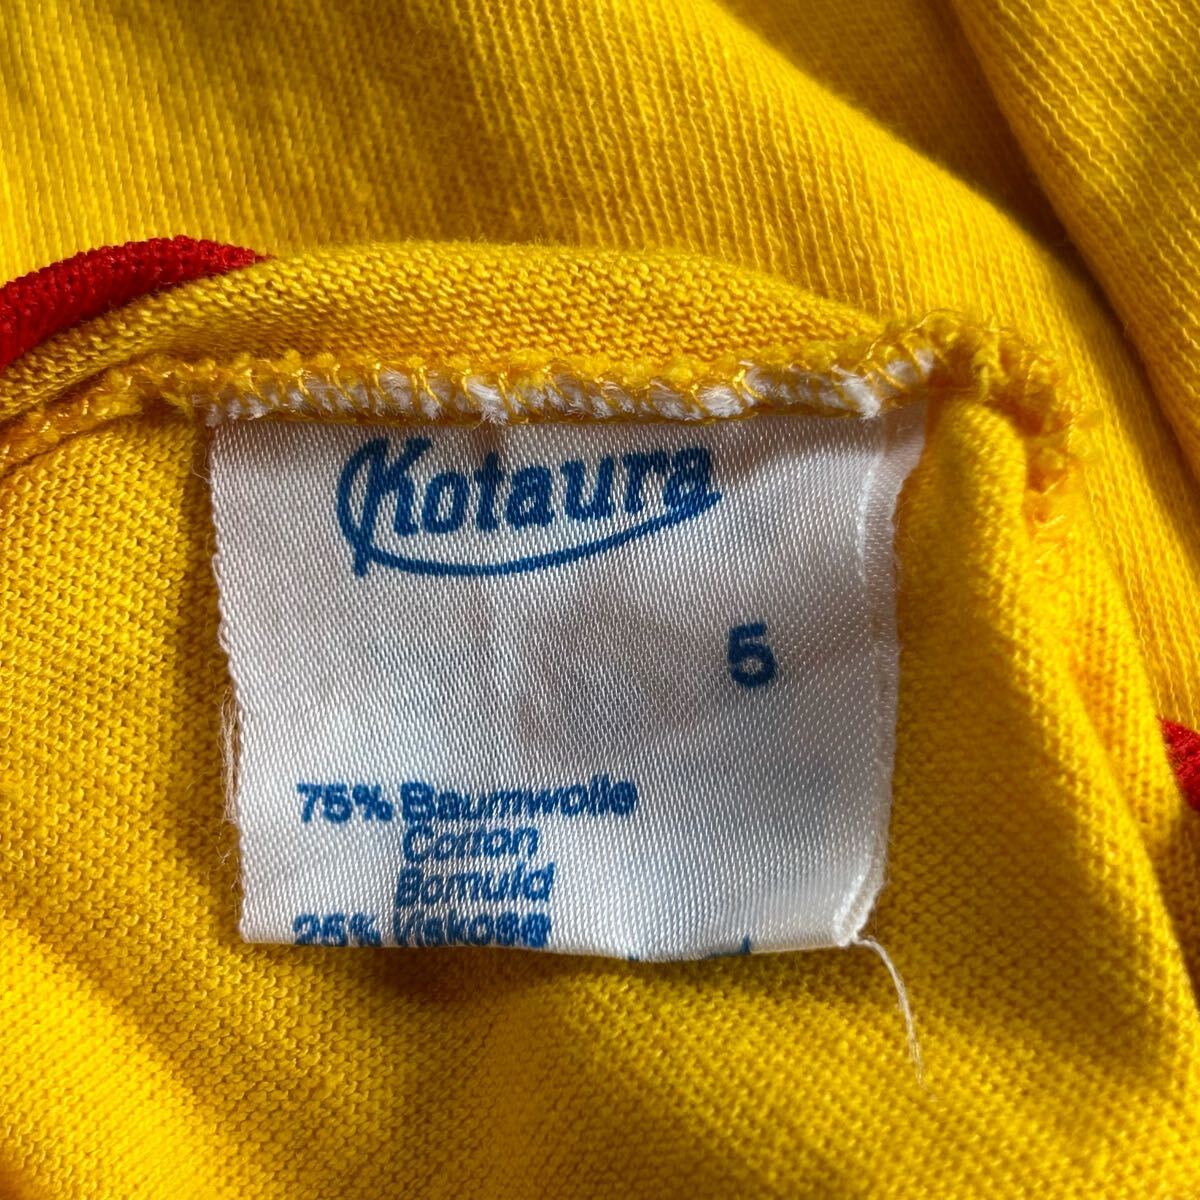 Kotaura
5
75% Baumwolle
Cotton
Bomuld
25% Viskose